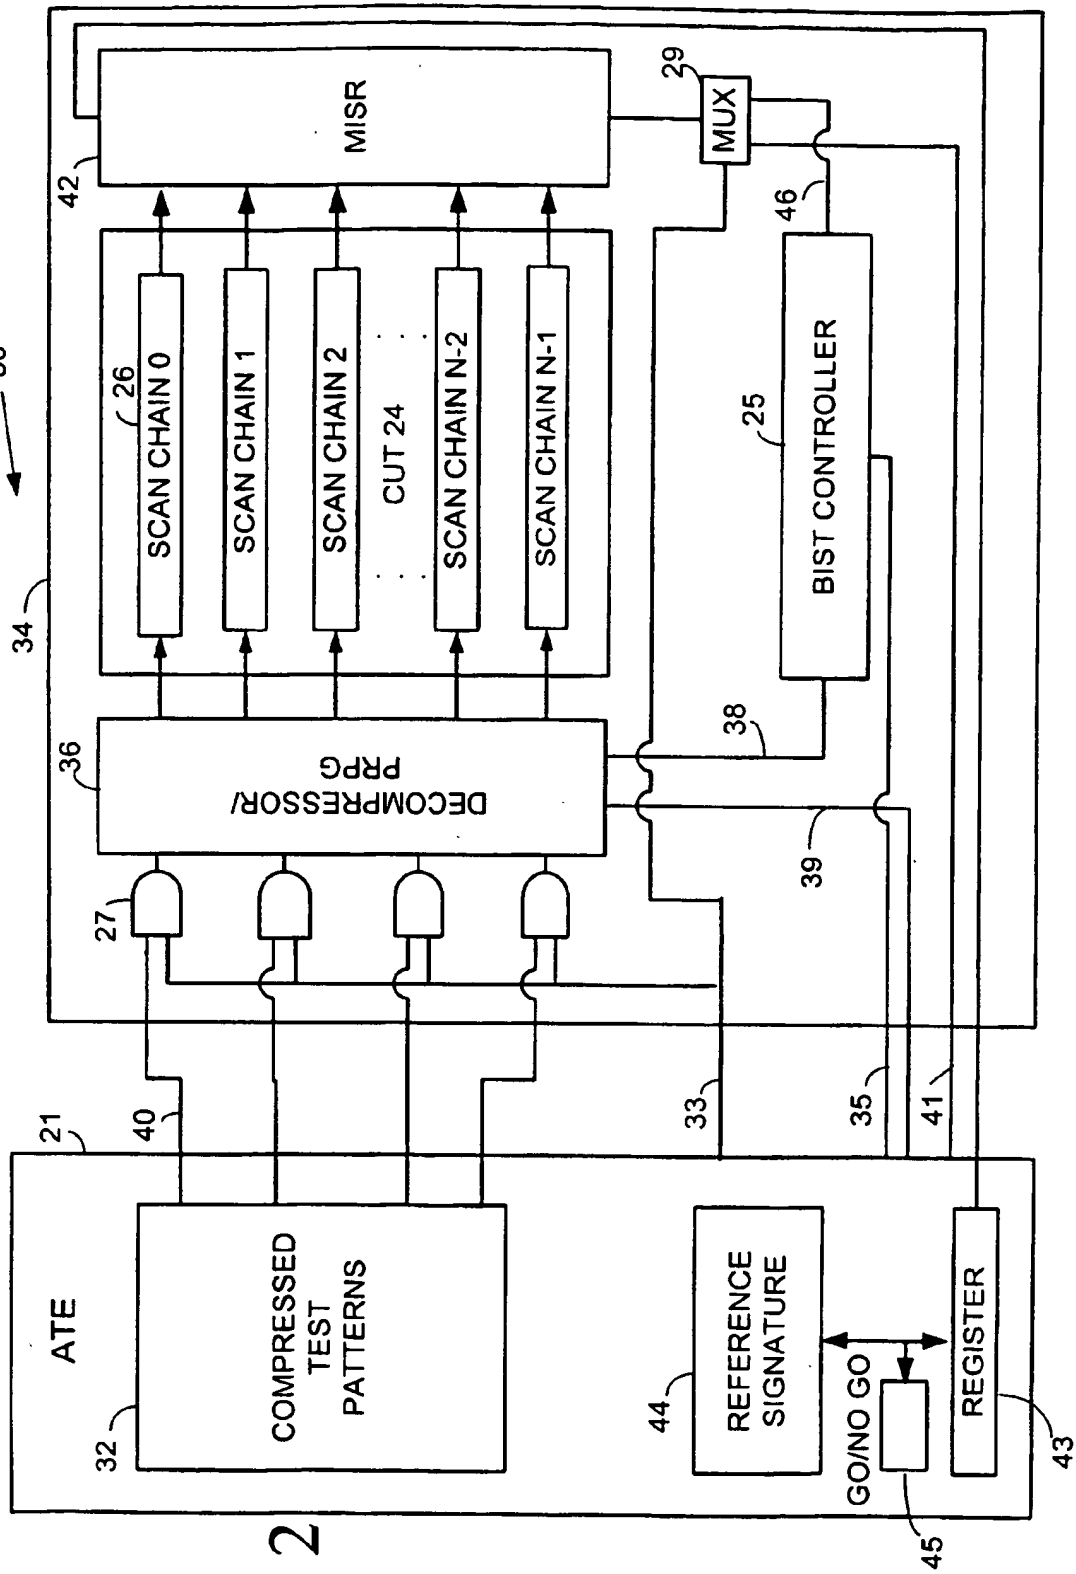 34
42
MISR
29
MUX
46
26
SCAN CHAIN 0
SCAN CHAIN 1
SCAN CHAIN 2
CUT 24
SCAN CHAIN N-2
SCAN CHAIN N-1
25
BIST CONTROLLER
36
DECOMPRESSOR/
PRPG
38
39
27
40
33
35
41
21
ATE
32
COMPRESSED
TEST
PATTERNS
44
REFERENCE
SIGNATURE
GO/NO GO
45
REGISTER
43
2